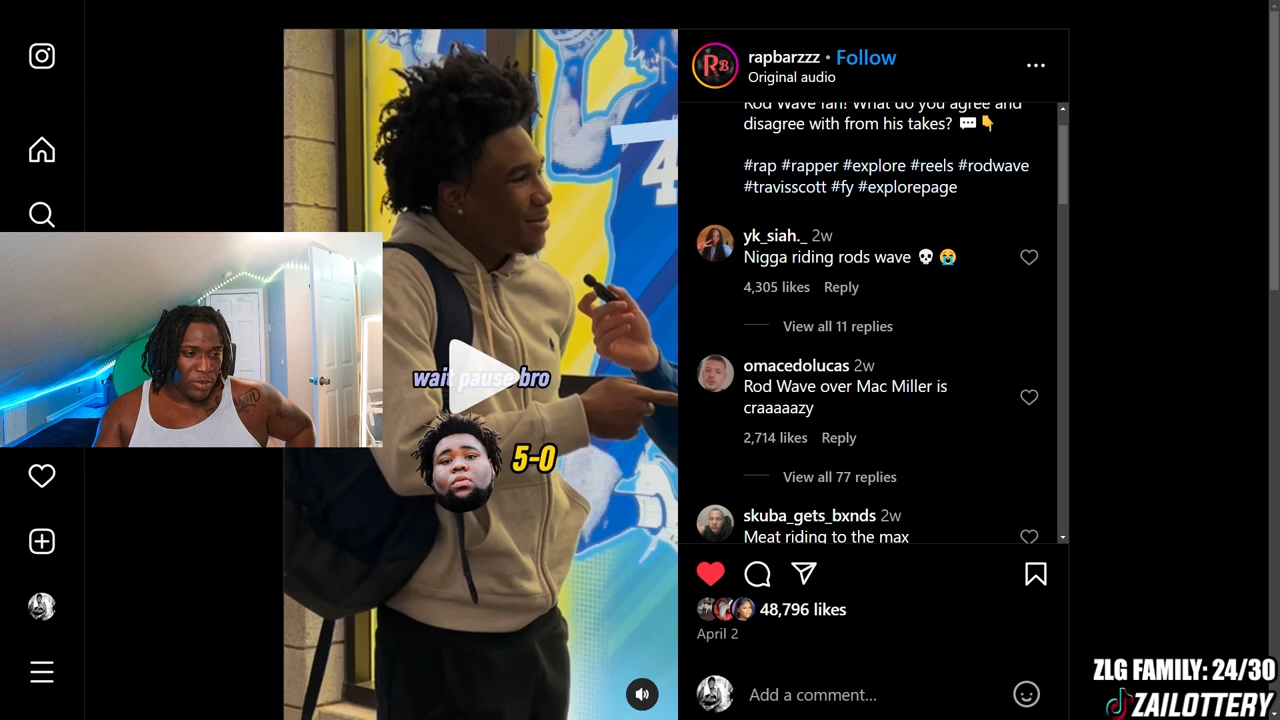 rapbarzzz • Follow
Original audio
Rod Wave fan! What do you agree and
disagree with from his takes? 💬👇
#rap #rapper #explore #reels #rodwave
#travisscott #fy #explorepage
yk_siah._ 2w
Nigga riding rods wave 💀😭
4,305 likes Reply
View all 11 replies
omacedolucas 2w
Rod Wave over Mac Miller is
craaaaazy
2,714 likes Reply
View all 77 replies
skuba_gets_bxnds 2w
Meat riding to the max
48,796 likes
April 2
Add a comment...
wait pause bro
5-0
4
RB
ZLG FAMILY: 24/30
ZAILOTTERY